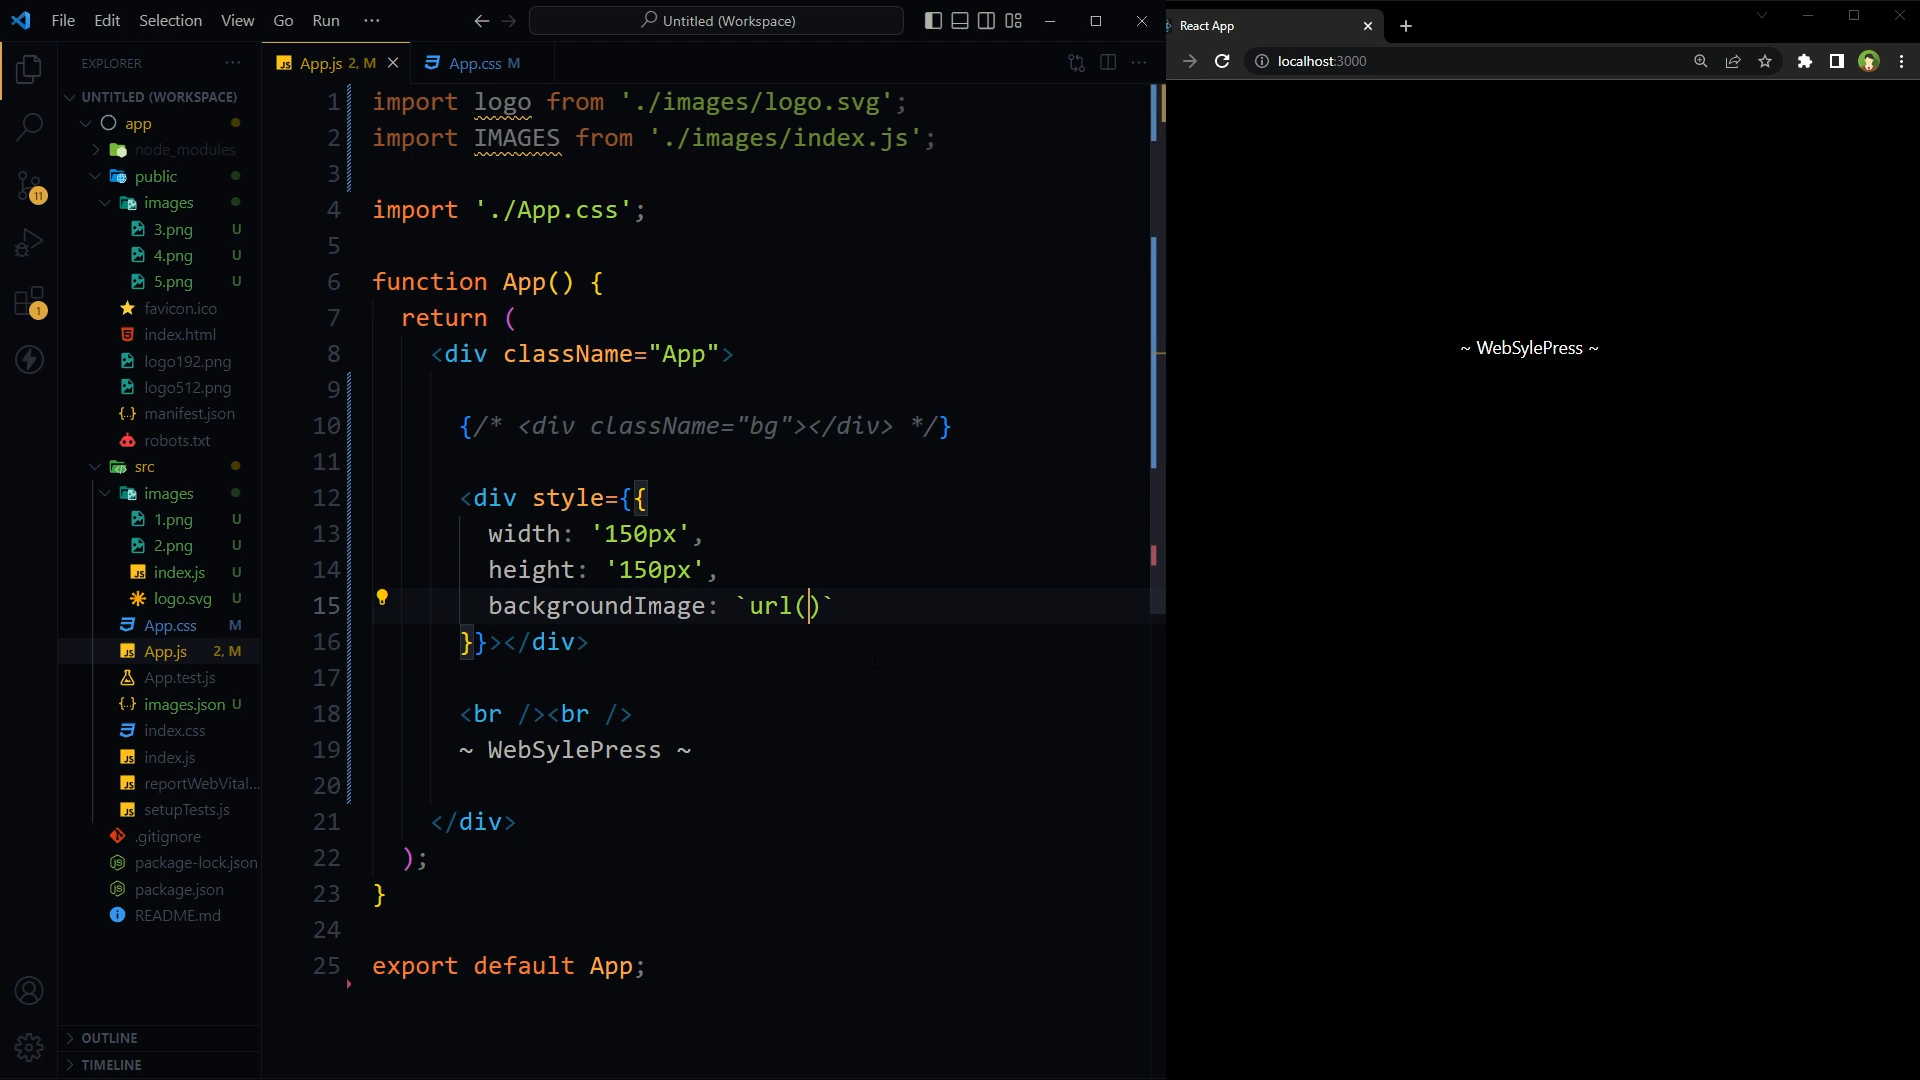 File Edit Selection View Go Run ⋯
Untitled (Workspace)
EXPLORER
UNTITLED (WORKSPACE)
app
node_modules
public
images
3.png U
4.png U
5.png U
favicon.ico
index.html
logo192.png
logo512.png
manifest.json
robots.txt
src
images
1.png U
2.png U
index.js U
logo.svg U
App.css M
App.js 2, M
App.test.js
images.json U
index.css
index.js
reportWebVital...
setupTests.js
.gitignore
package-lock.json
package.json
README.md
OUTLINE
TIMELINE
11
1
App.js 2, M
App.css M
1 import logo from './images/logo.svg';
2 import IMAGES from './images/index.js';
3
4 import './App.css';
5
6 function App() {
7 return (
8 <div className="App">
9
10 {/* <div className="bg"></div> */}
11
12 <div style={{
13 width: '150px',
14 height: '150px',
15 backgroundImage: `url()`
16 }}></div>
17
18 <br /><br />
19 ~ WebSylePress ~
20
21 </div>
22 );
23 }
24
25 export default App;
React App
localhost:3000
~ WebSylePress ~